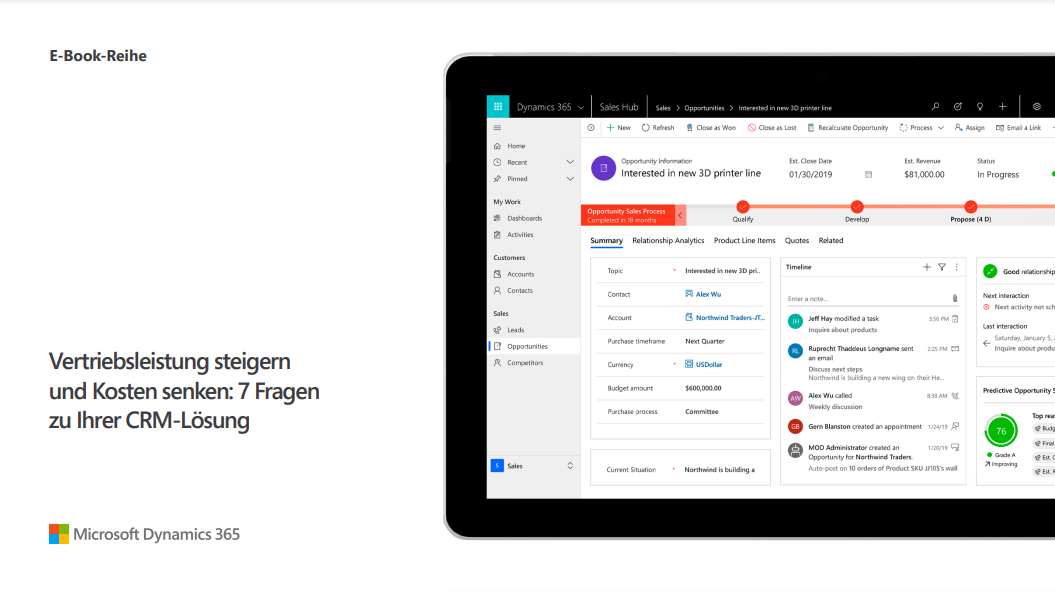 E-Book-Reihe
Vertriebsleistung steigern
und Kosten senken: 7 Fragen
zu Ihrer CRM-Lösung
Microsoft Dynamics 365
Dynamics 365 Sales Hub Sales > Opportunities > Interested in new 3D printer line
New Refresh Close as Won Close as Lost Recalculate Opportunity Process Assign Email a Link
Home
Recent
Pinned
My Work
Dashboards
Activities
Customers
Accounts
Contacts
Sales
Leads
Opportunities
Competitors
S Sales
Opportunity Information
Interested in new 3D printer line
Est. Close Date
01/30/2019
Est. Revenue
$81,000.00
Status
In Progress
Opportunity Sales Process
Completed in 18 months
Qualify
Develop
Propose (4 D)
Summary Relationship Analytics Product Line Items Quotes Related
Topic * Interested in new 3D pri..
Contact Alex Wu
Account Northwind Traders-JT...
Purchase timeframe Next Quarter
Currency * USDollar
Budget amount $600,000.00
Purchase process Committee
Current Situation * Northwind is building a
Timeline
Enter a note...
JH Jeff Hay modified a task 3:50 PM
Inquire about products
RL Ruprecht Thaddeus Longname sent 2:25 PM
an email
Discuss next steps
Northwind is building a new wing on their He...
AW Alex Wu called 8:38 AM
Weekly discussion
GB Gern Blanston created an appointment 1/24/19
MOD Administrator created an 1/20/19
Opportunity for Northwind Traders.
Auto-post on 10 orders of Product SKU JJ105's wall
Good relationship
Next interaction
Next activity not sch
Last interaction
Saturday, January 5, 2
Inquire about produ
Predictive Opportunity S
76
Grade A
Improving
Top rea
Budg
Final
Est. C
Est. R